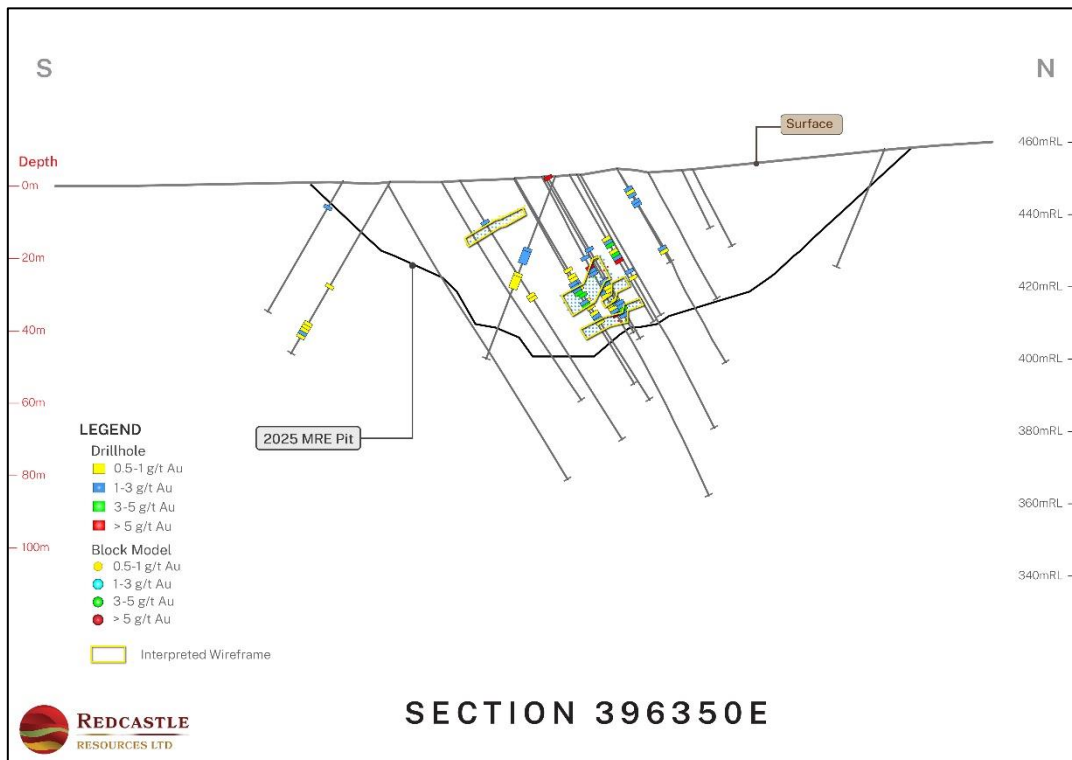 S
N
Surface
Depth
0m
20m
40m
60m
80m
100m
460mRL
440mRL
420mRL
400mRL
380mRL
360mRL
340mRL
2025 MRE Pit
LEGEND
Drillhole
0.5-1 g/t Au
1-3 g/t Au
3-5 g/t Au
> 5 g/t Au
Block Model
0.5-1 g/t Au
1-3 g/t Au
3-5 g/t Au
> 5 g/t Au
Interpreted Wireframe
REDCASTLE
RESOURCES LTD
SECTION 396350E